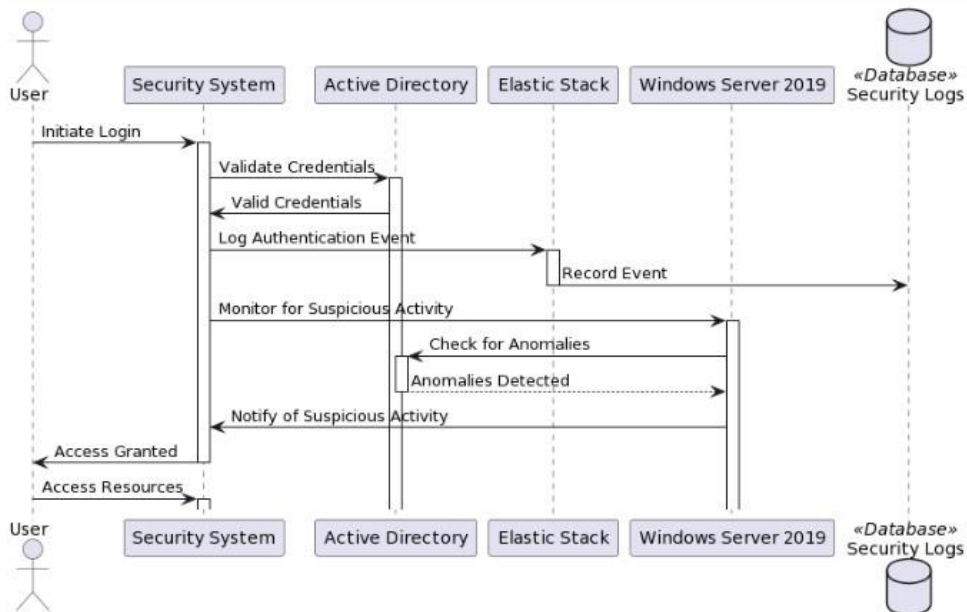 User
Security System
Active Directory
Elastic Stack
Windows Server 2019
«Database»
Security Logs
Initiate Login
Validate Credentials
Valid Credentials
Log Authentication Event
Record Event
Monitor for Suspicious Activity
Check for Anomalies
Anomalies Detected
Notify of Suspicious Activity
Access Granted
Access Resources
User
Security System
Active Directory
Elastic Stack
Windows Server 2019
«Database»
Security Logs